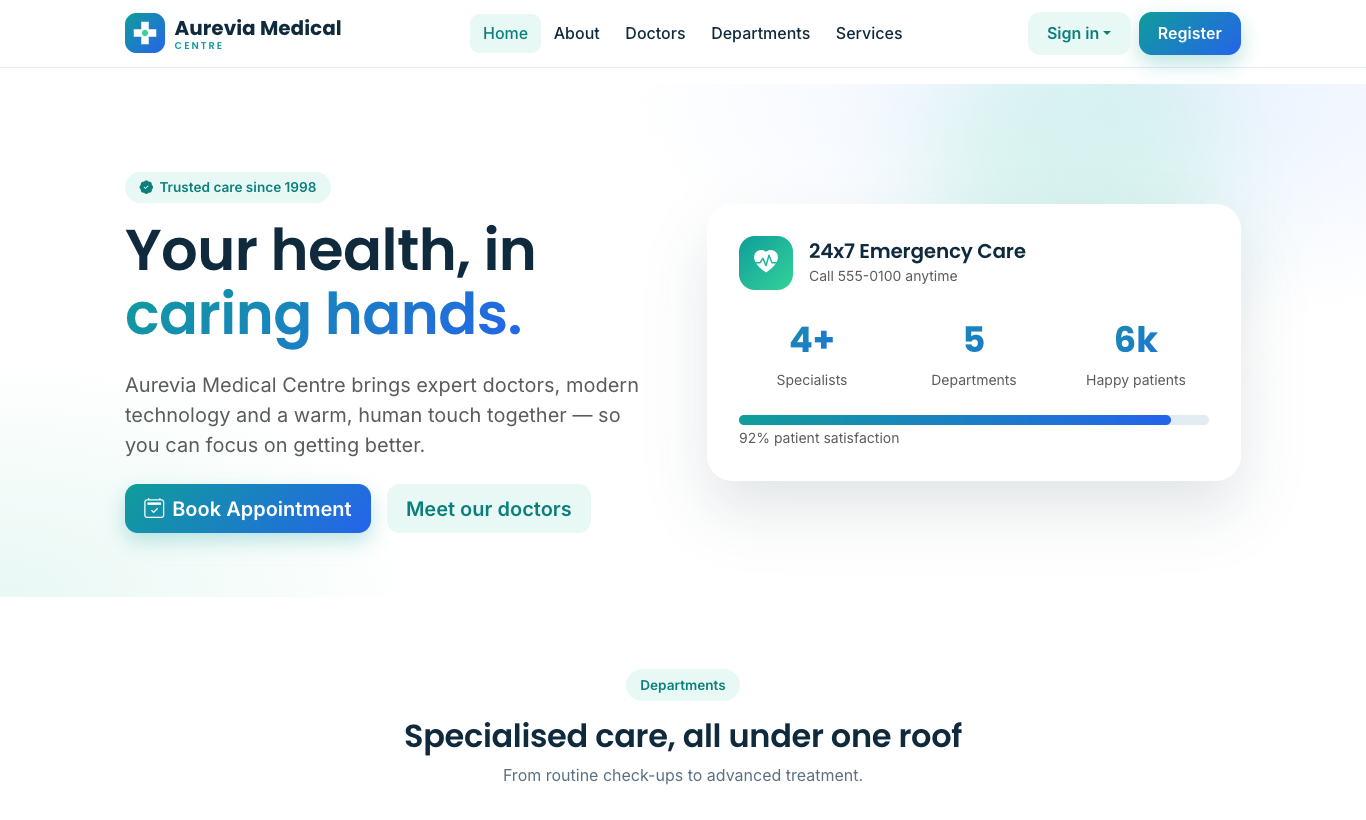 Aurevia Medical
CENTRE
Home
About
Doctors
Departments
Services
Sign in
Register
Trusted care since 1998
Your health, in
caring hands.
Aurevia Medical Centre brings expert doctors, modern
technology and a warm, human touch together — so
you can focus on getting better.
Book Appointment
Meet our doctors
24x7 Emergency Care
Call 555-0100 anytime
4+
Specialists
5
Departments
6k
Happy patients
92% patient satisfaction
Departments
Specialised care, all under one roof
From routine check-ups to advanced treatment.